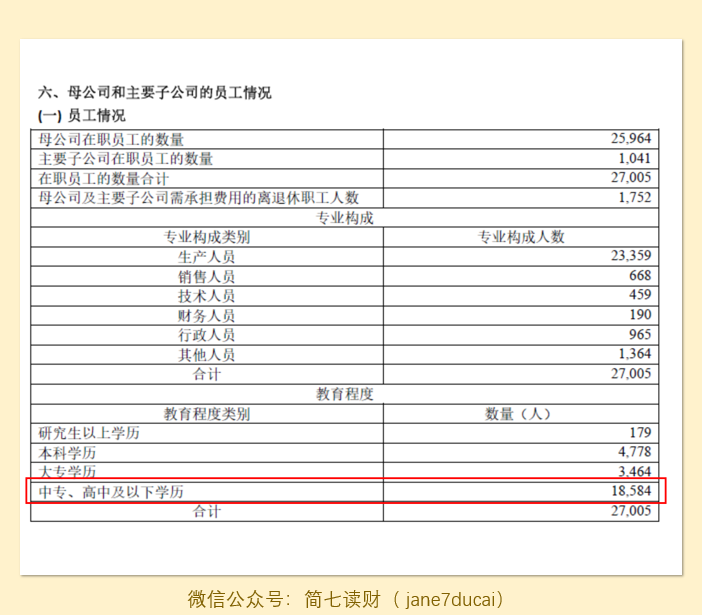 六、母公司和主要子公司的员工情况
(一) 员工情况
母公司在职员工的数量 25,964
主要子公司在职员工的数量 1,041
在职员工的数量合计 27,005
母公司及主要子公司需承担费用的离退休职工人数 1,752
专业构成
专业构成类别 专业构成人数
生产人员 23,359
销售人员 668
技术人员 459
财务人员 190
行政人员 965
其他人员 1,364
合计 27,005
教育程度
教育程度类别 数量（人）
研究生以上学历 179
本科学历 4,778
大专学历 3,464
中专、高中及以下学历 18,584
合计 27,005
微信公众号：简七读财（ jane7ducai）